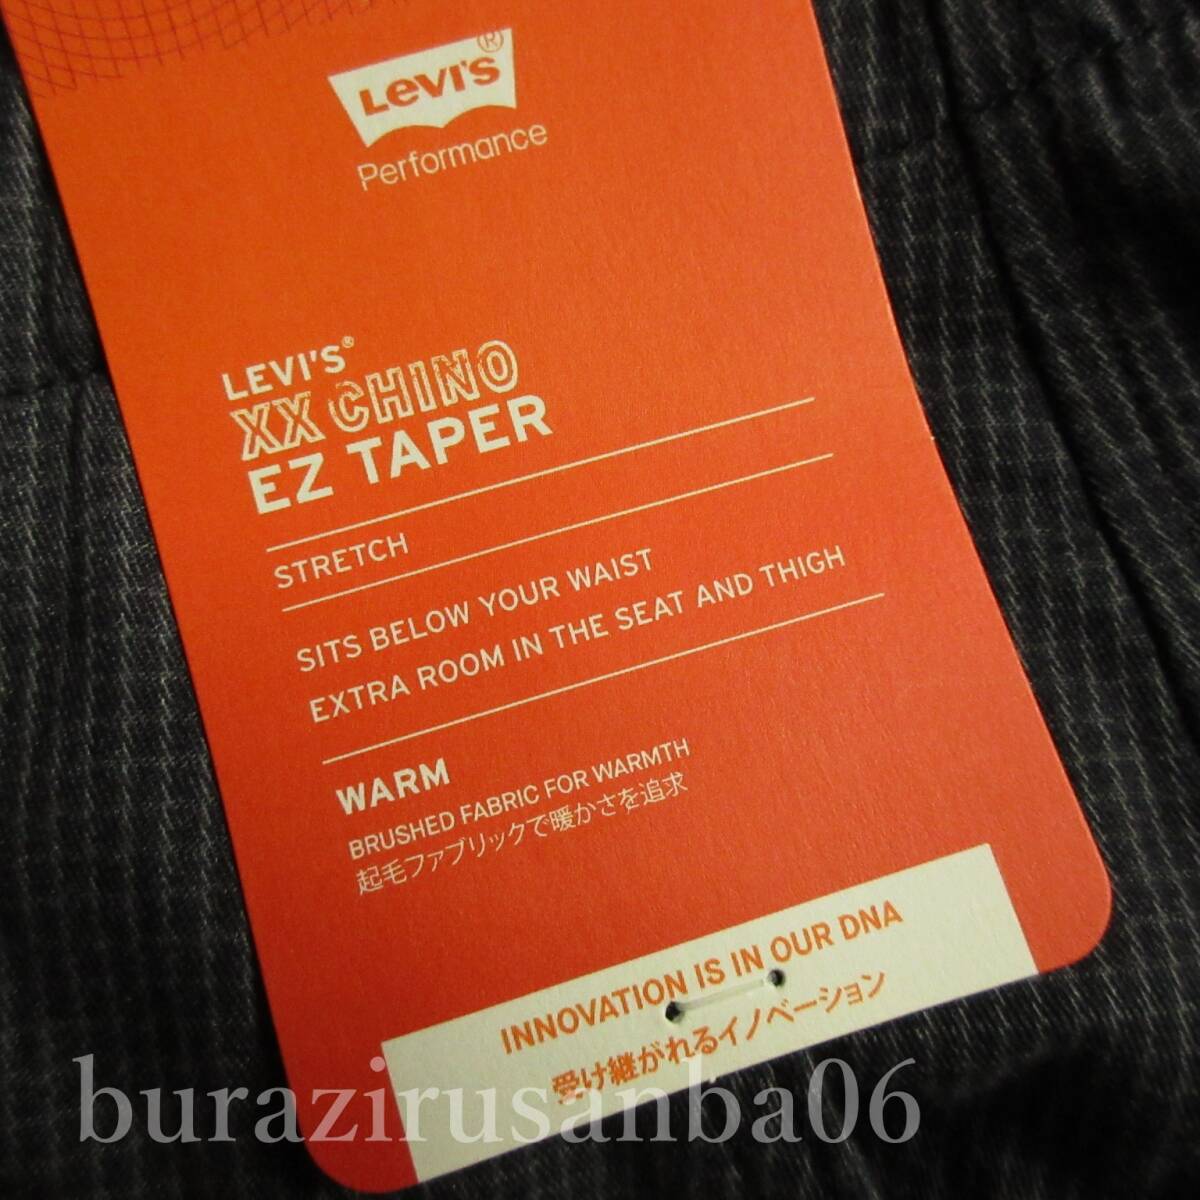 Levi's®
Performance
LEVI'S®
XX CHINO
EZ TAPER
STRETCH
SITS BELOW YOUR WAIST
EXTRA ROOM IN THE SEAT AND THIGH
WARM
BRUSHED FABRIC FOR WARMTH
起毛ファブリックで暖かさを追求
INNOVATION IS IN OUR DNA
受け継がれるイノベーション
burazirusanba06